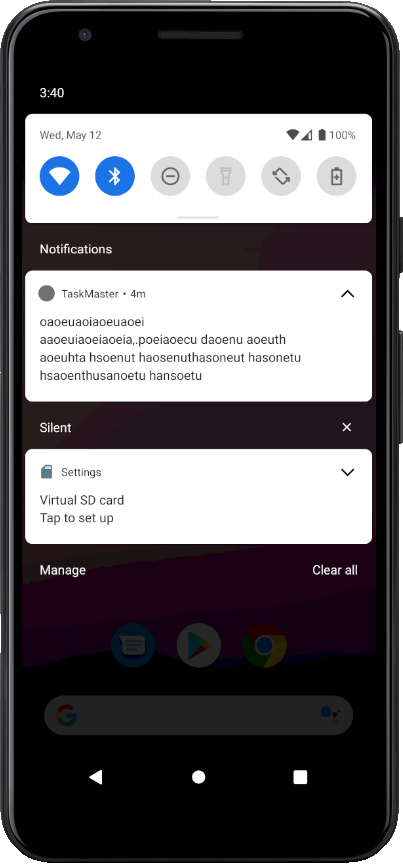 3:40
Wed, May 12 100%
Notifications
TaskMaster • 4m
oaoeuaoiaoeuaoei
aaoeuiaoeiaoeia,.poeiaoecu daoenu aoeuth
aoeuhta hsoenut haosenuthasoneut hasonetu
hsaoenthusanoetu hansoetu
Silent
Settings
Virtual SD card
Tap to set up
Manage Clear all